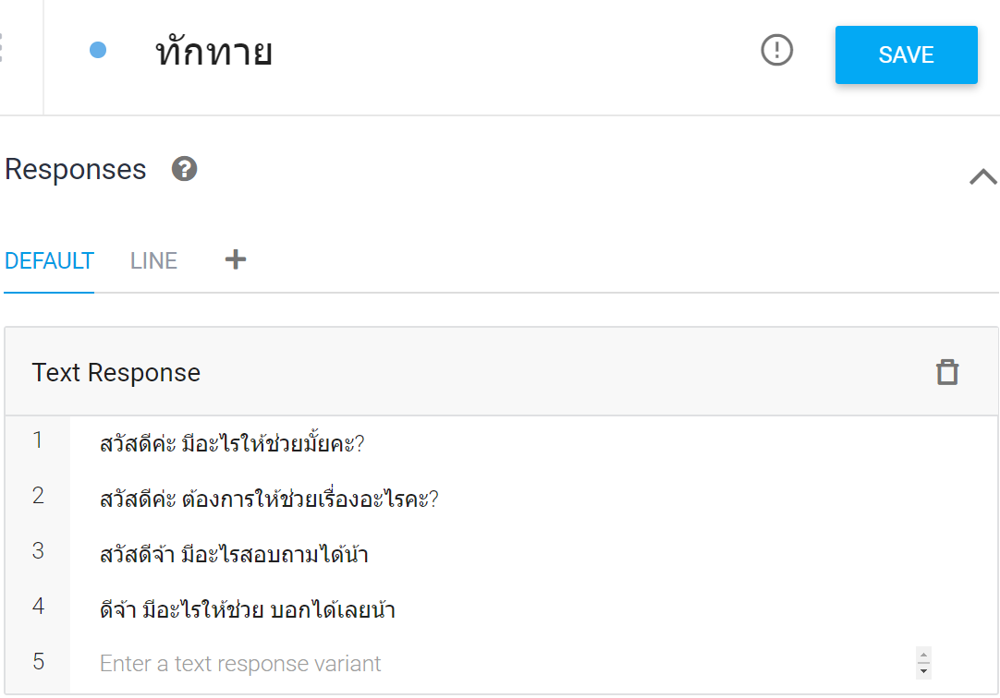 ทักทาย
SAVE
Responses
DEFAULT LINE +
Text Response
1 สวัสดีค่ะ มีอะไรให้ช่วยมั้ยคะ?
2 สวัสดีค่ะ ต้องการให้ช่วยเรื่องอะไรคะ?
3 สวัสดีจ้า มีอะไรสอบถามได้น้า
4 ดีจ้า มีอะไรให้ช่วย บอกได้เลยน้า
5 Enter a text response variant